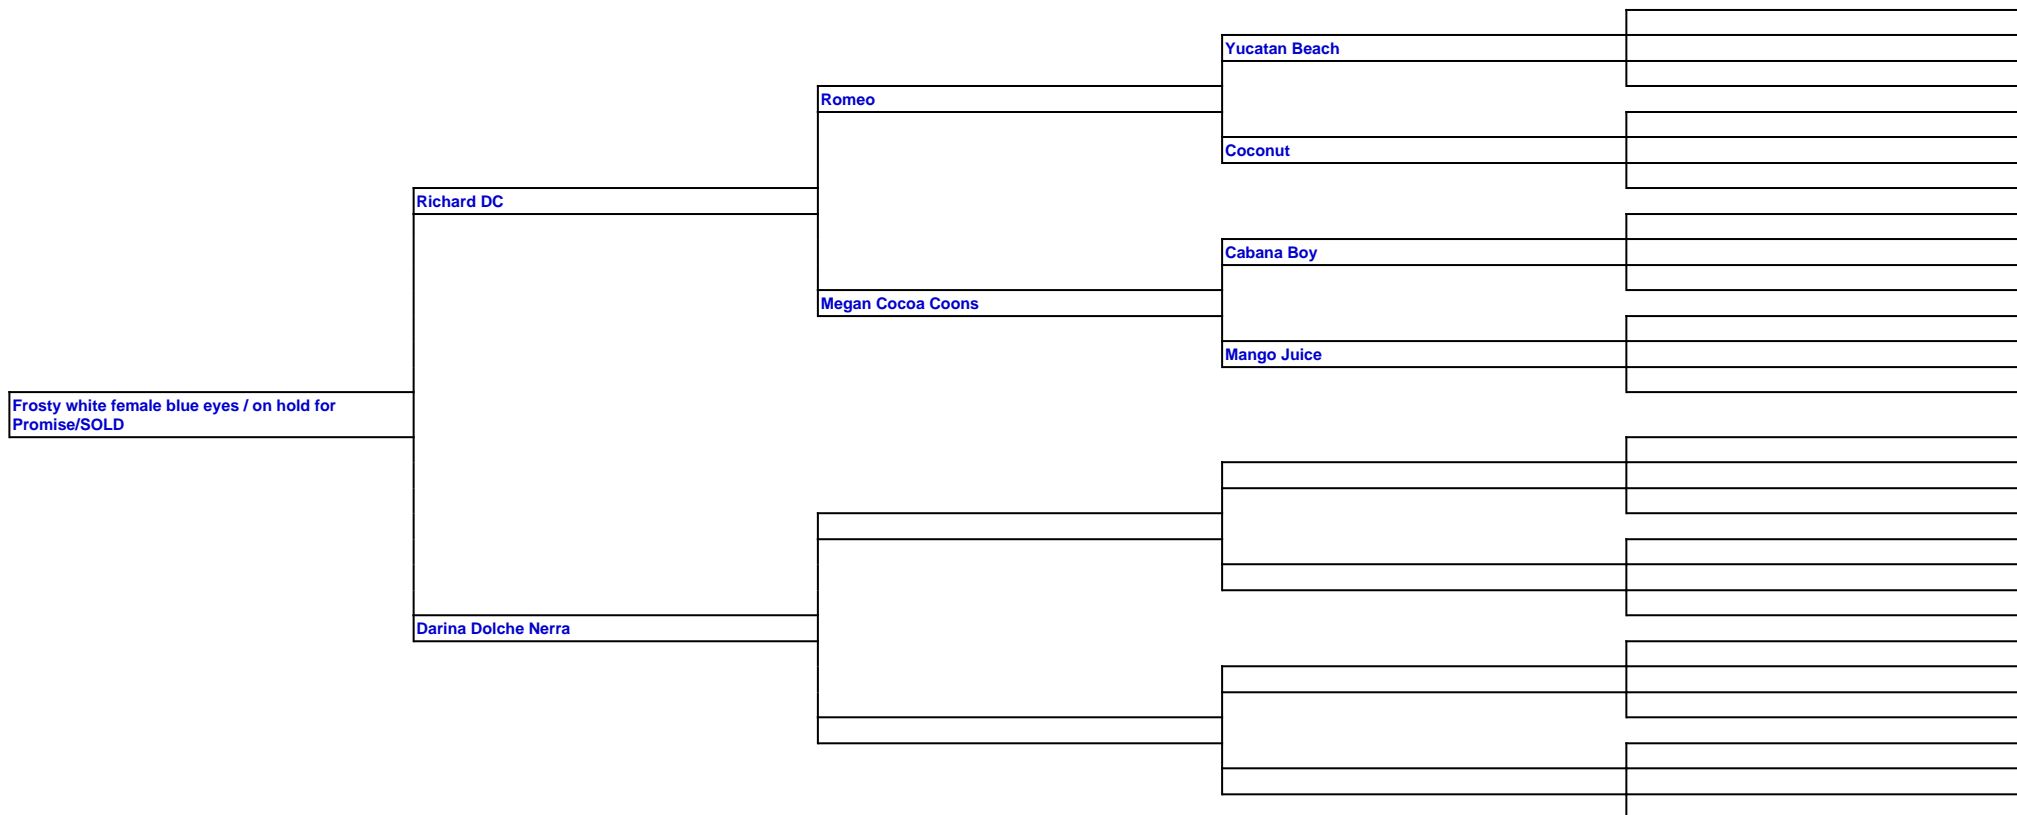 Yucatan Beach
Romeo
Coconut
Richard DC
Cabana Boy
Megan Cocoa Coons
Mango Juice
Frosty white female blue eyes / on hold for
Promise/SOLD
Darina Dolche Nerra